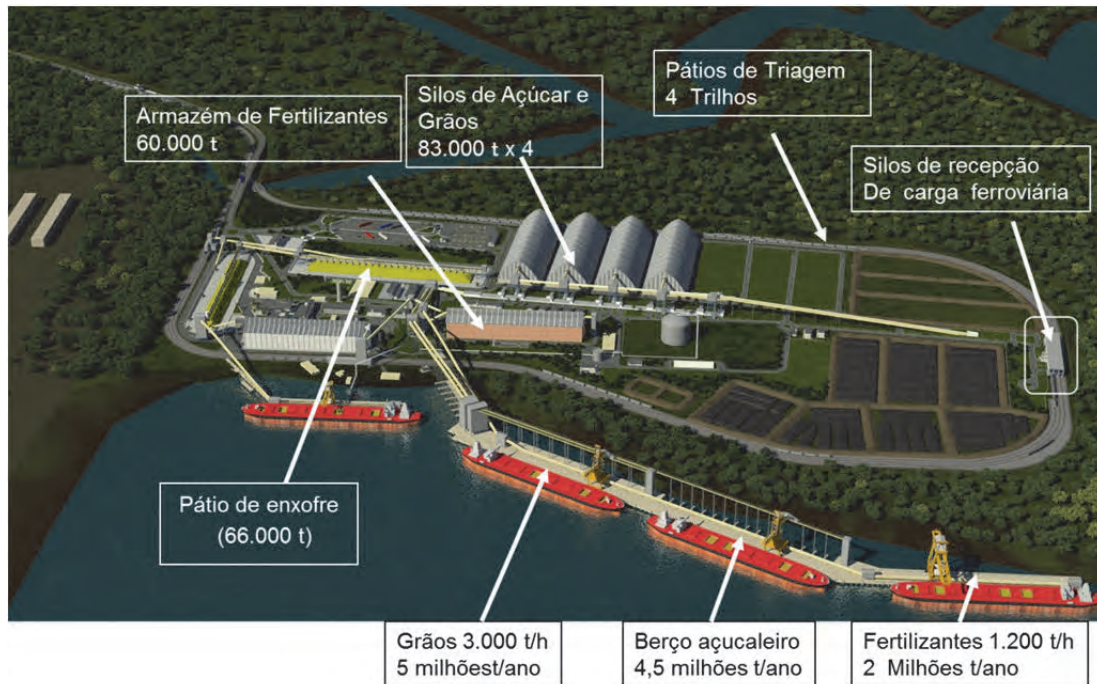 Pátios de Triagem
4 Trilhos
Silos de Açúcar e
Grãos
83.000 t x 4
Armazém de Fertilizantes
60.000 t
Silos de recepção
De carga ferroviária
Pátio de enxofre
(66.000 t)
Grãos 3.000 t/h
5 milhõest/ano
Berço açucaleiro
4,5 milhões t/ano
Fertilizantes 1.200 t/h
2 Milhões t/ano